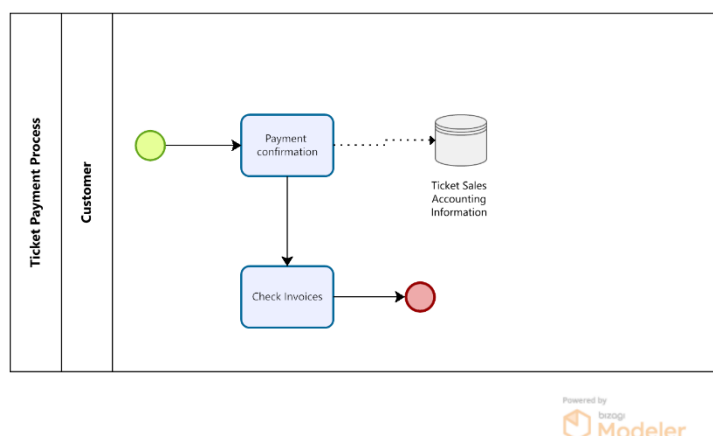 Ticket Payment Process
Customer
Payment
confirmation
Ticket Sales
Accounting
Information
Check Invoices
Powered by
bizagi
Modeler